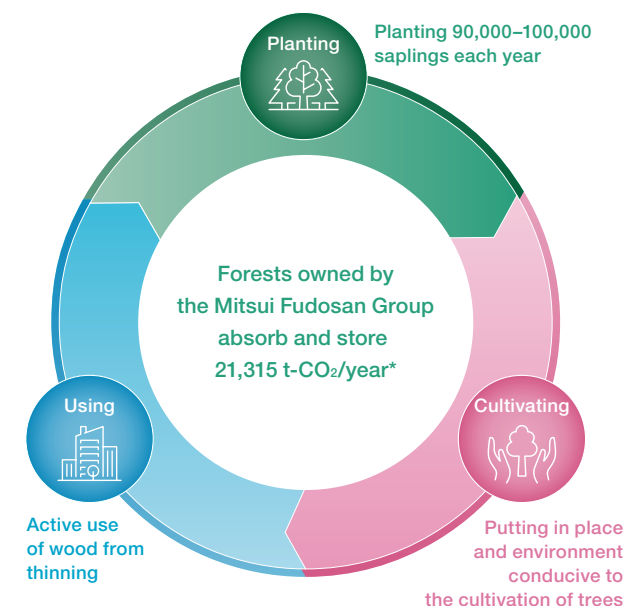 Planting
Planting 90,000–100,000
saplings each year
Forests owned by
the Mitsui Fudosan Group
absorb and store
21,315 t-CO₂/year*
Using
Active use
of wood from
thinning
Cultivating
Putting in place
and environment
conducive to
the cultivation of trees